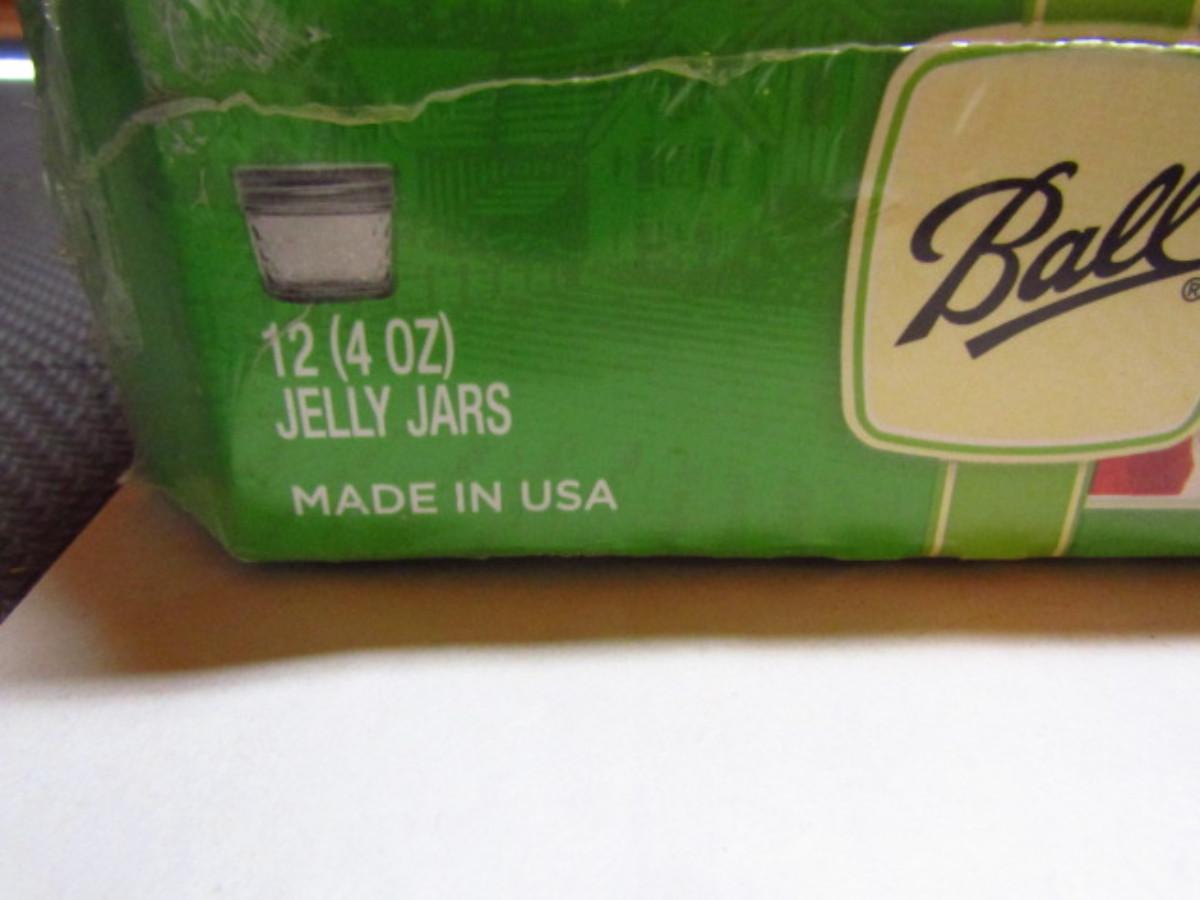 12 (4 OZ)
JELLY JARS
MADE IN USA
Ball
®